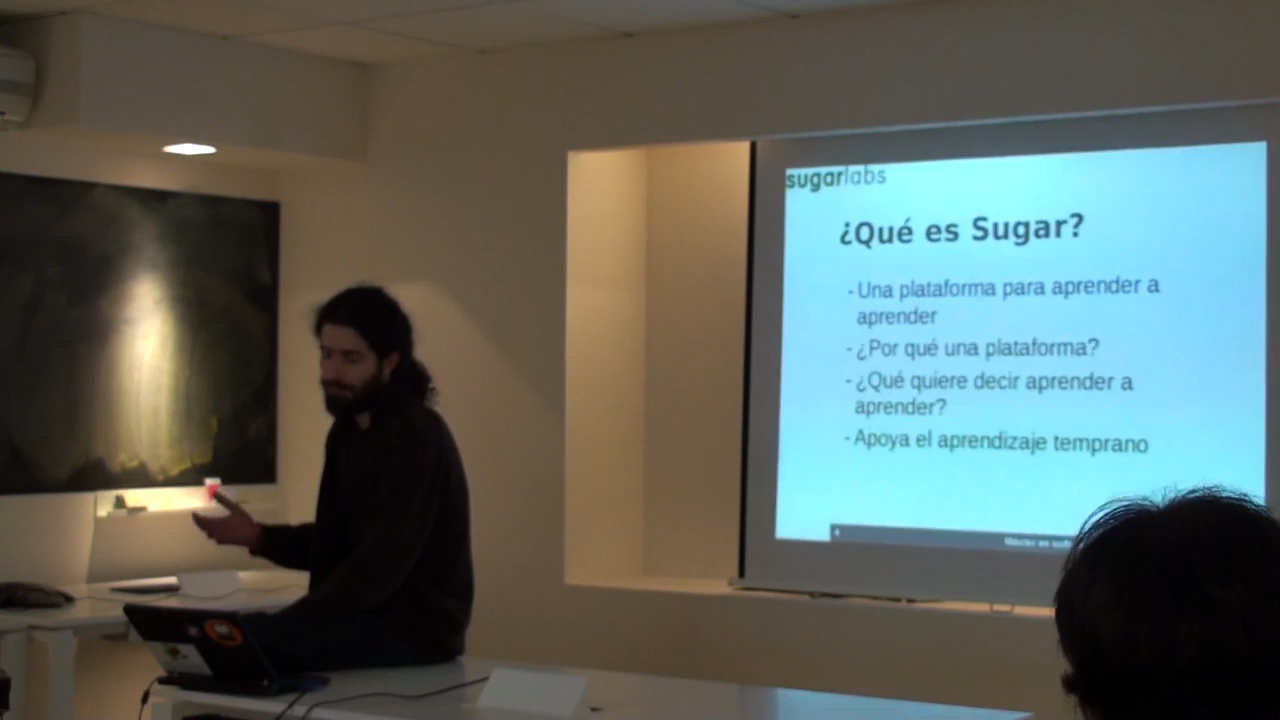 sugarlabs
¿Qué es Sugar?
- Una plataforma para aprender a
aprender
- ¿Por qué una plataforma?
- ¿Qué quiere decir aprender a
aprender?
- Apoya el aprendizaje temprano